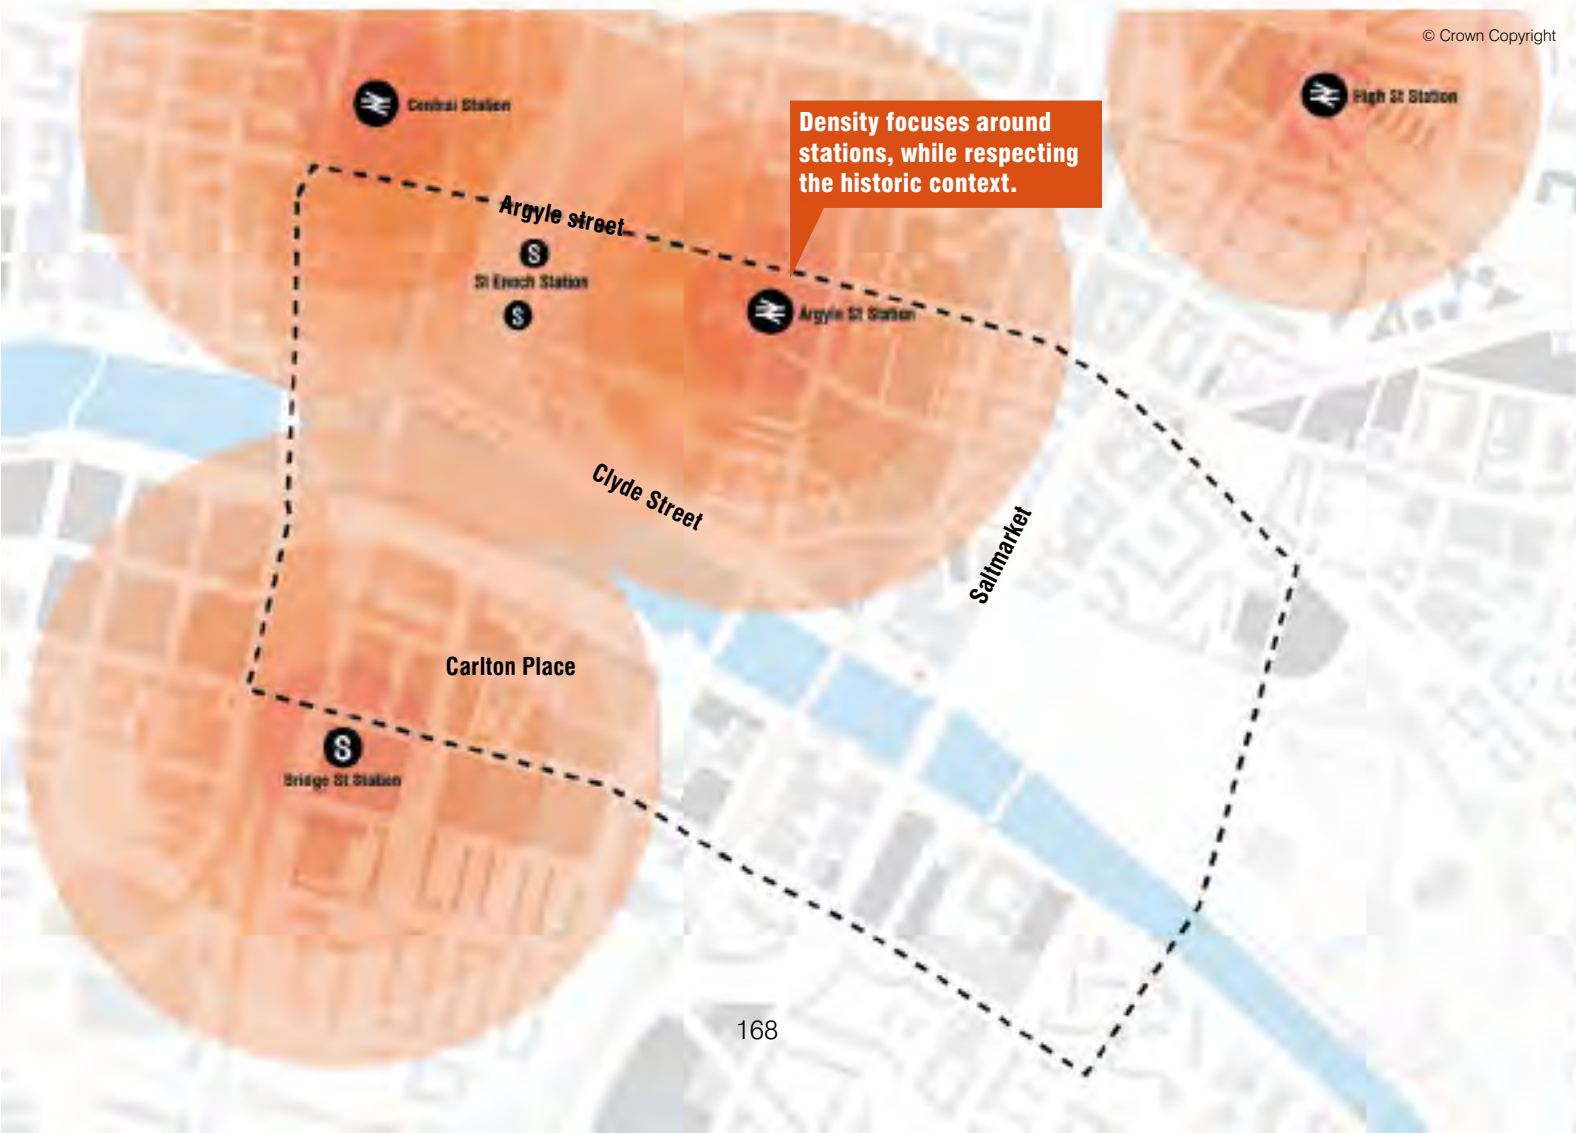 © Crown Copyright
Central Station
High St Station
Density focuses around
stations, while respecting
the historic context.
Argyle street
S
St Enoch Station
S
Argyle St Station
Clyde Street
Saltmarket
Carlton Place
S
Bridge St Station
168